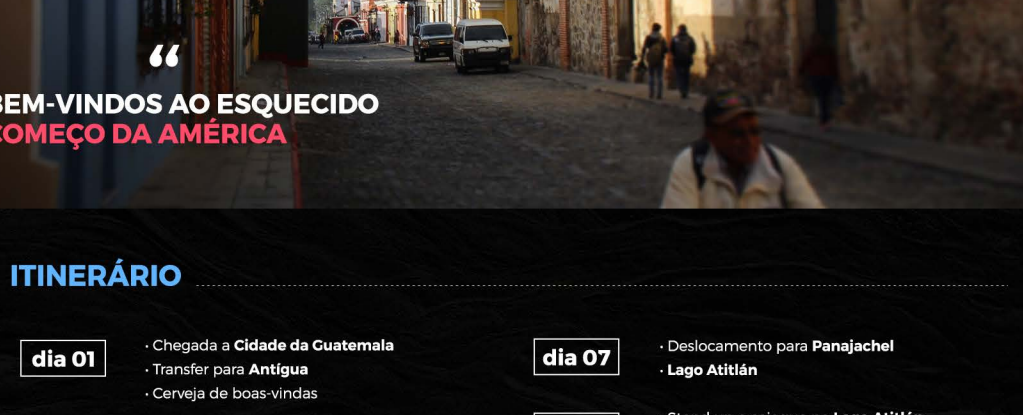 “
BEM-VINDOS AO ESQUECIDO
COMEÇO DA AMÉRICA
ITINERÁRIO
dia 01
· Chegada a Cidade da Guatemala
· Transfer para Antígua
· Cerveja de boas-vindas
dia 07
· Deslocamento para Panajachel
· Lago Atitlán